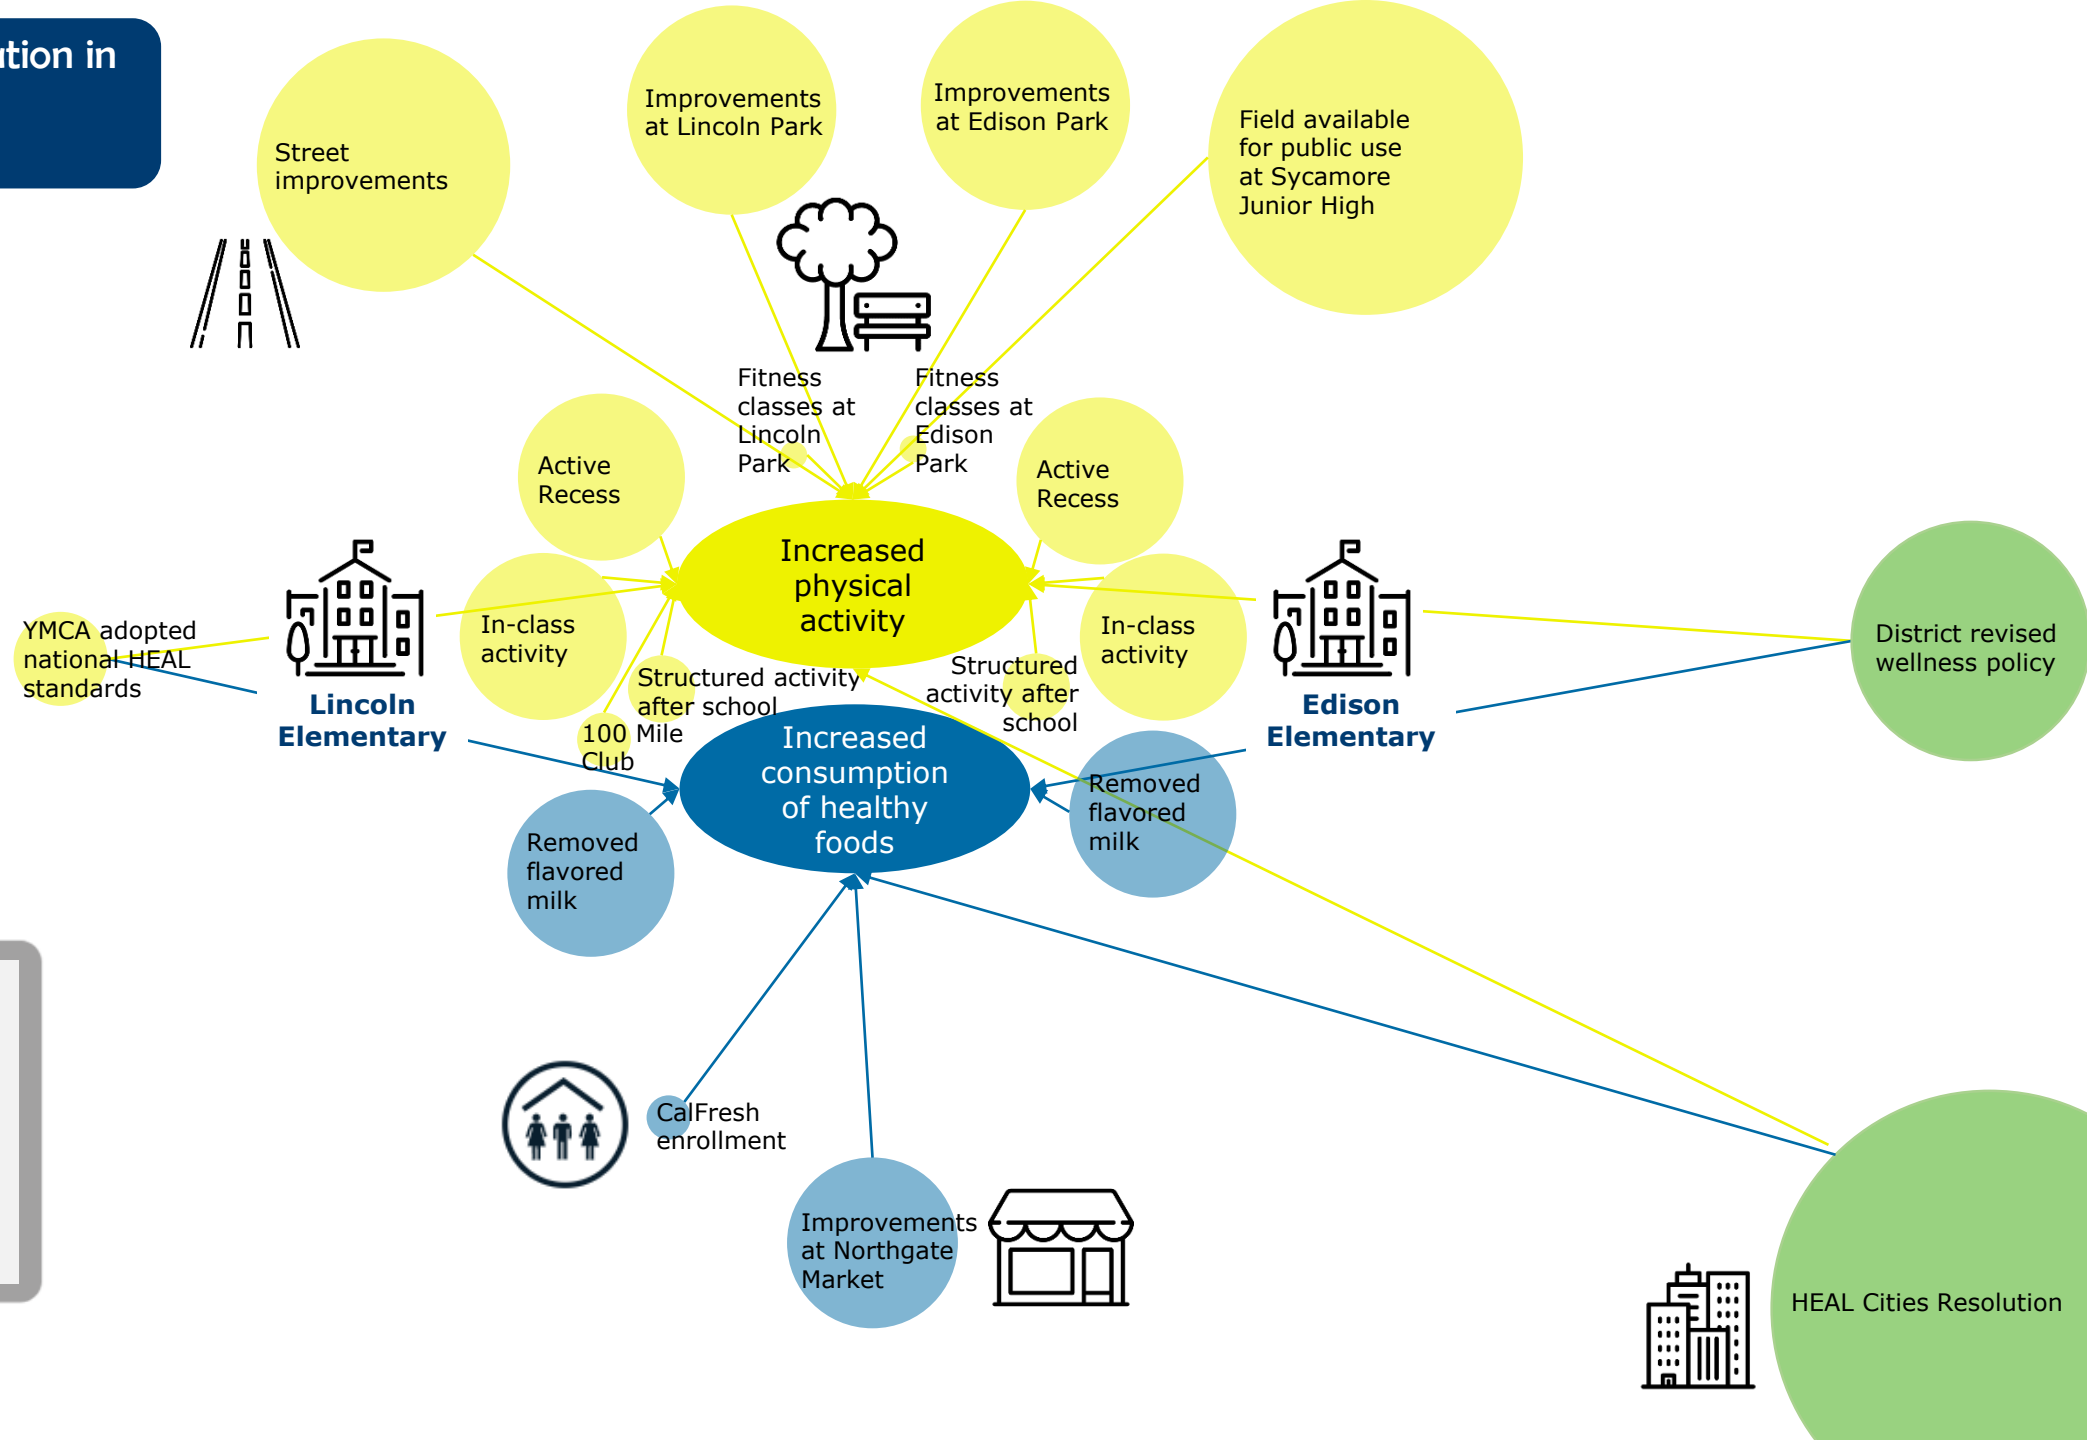 Street
improvements
Improvements
at Lincoln Park
Improvements
at Edison Park
Field available
for public use
at Sycamore
Junior High
Fitness
classes at
Lincoln
Park
Fitness
classes at
Edison
Park
Active
Recess
Active
Recess
Increased
physical
activity
In-class
activity
In-class
activity
YMCA adopted
national HEAL
standards
Lincoln
Elementary
Structured activity
after school
100 Mile
Club
Structured
activity after
school
Edison
Elementary
District revised
wellness policy
Increased
consumption
of healthy
foods
Removed
flavored
milk
Removed
flavored
milk
CalFresh
enrollment
Improvements
at Northgate
Market
HEAL Cities Resolution